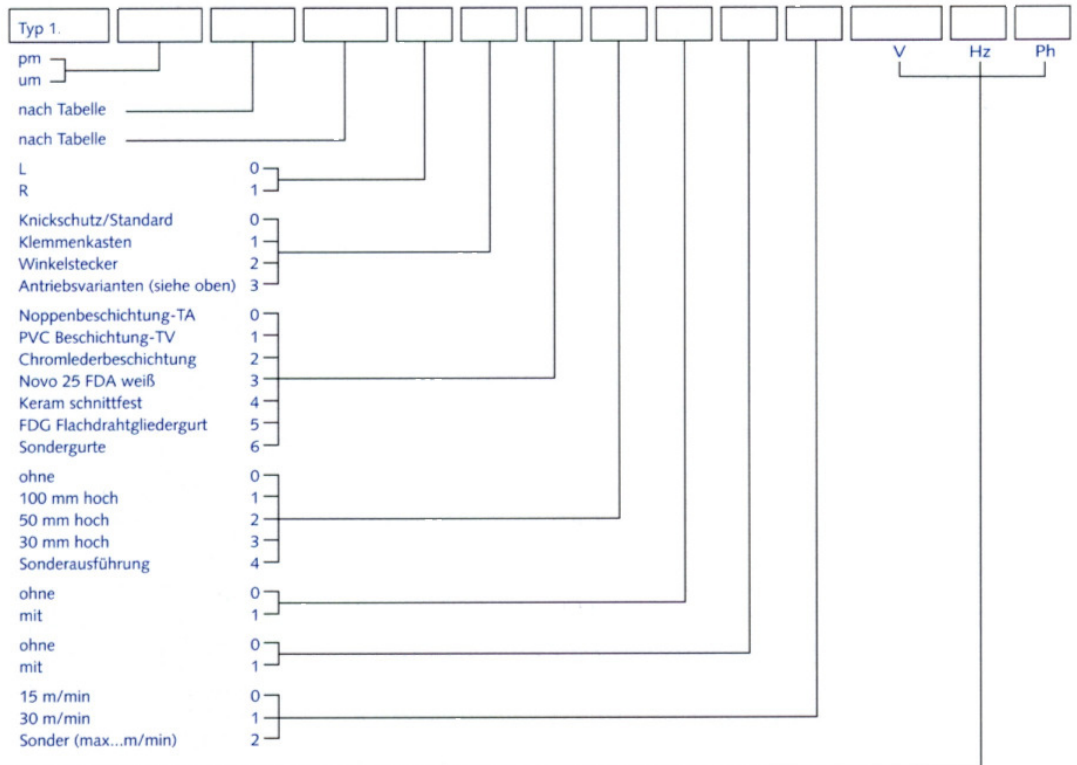 Typ 1.
V Hz Ph
pm
um
nach Tabelle
nach Tabelle
L 0
R 1
Knickschutz/Standard 0
Klemmenkasten 1
Winkelstecker 2
Antriebsvarianten (siehe oben) 3
Noppenbeschichtung-TA 0
PVC Beschichtung-TV 1
Chromlederbeschichtung 2
Novo 25 FDA weiß 3
Keram schnittfest 4
FDG Flachdrahtgliedergurt 5
Sondergurte 6
ohne 0
100 mm hoch 1
50 mm hoch 2
30 mm hoch 3
Sonderausführung 4
ohne 0
mit 1
ohne 0
mit 1
15 m/min 0
30 m/min 1
Sonder (max...m/min) 2